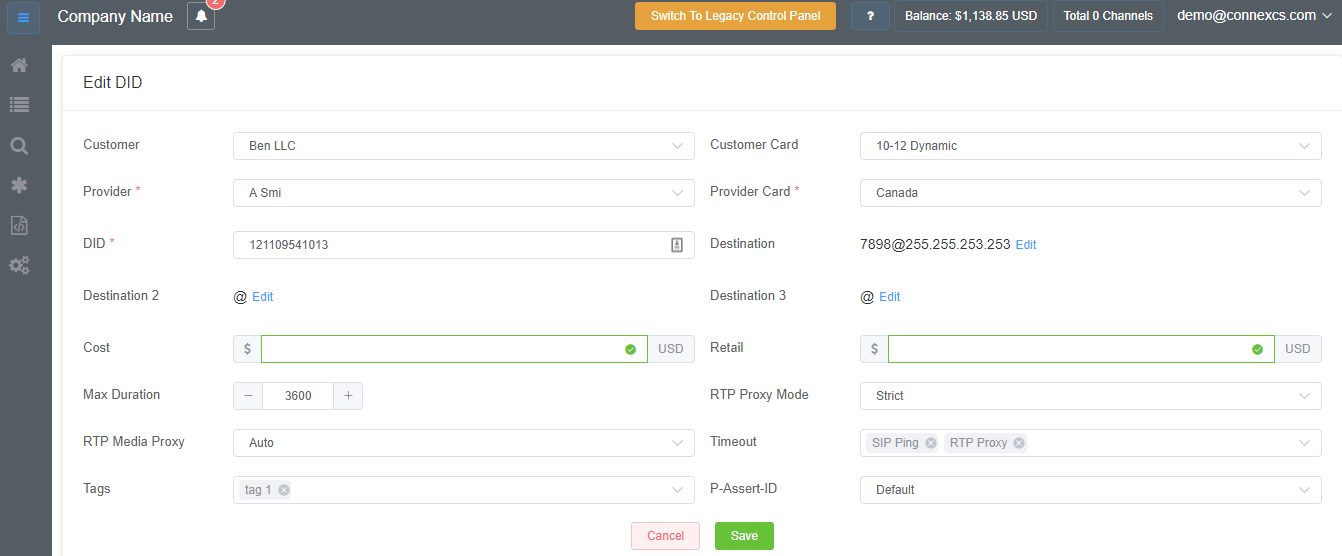 Company Name 2 Switch To Legacy Control Panel ? Balance: $1,138.85 USD Total 0 Channels demo@connexcs.com
Edit DID
Customer Ben LLC Customer Card 10-12 Dynamic
Provider * A Smi Provider Card * Canada
DID * 121109541013 Destination 7898@255.255.253.253 Edit
Destination 2 @ Edit Destination 3 @ Edit
Cost $ USD Retail $ USD
Max Duration − 3600 + RTP Proxy Mode Strict
RTP Media Proxy Auto Timeout SIP Ping RTP Proxy
Tags tag 1 P-Assert-ID Default
Cancel Save